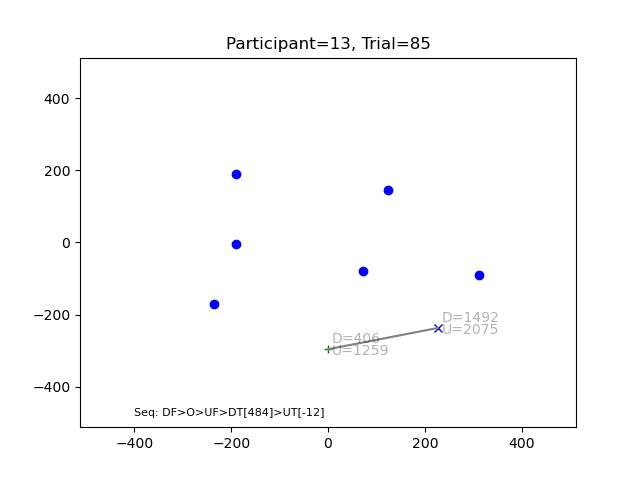 Participant=13, Trial=85
400
200
0
−200
−400
D=1492
U=2075
D=406
U=1259
Seq: DF>O>UF>DT[484]>UT[-12]
−400 −200 0 200 400